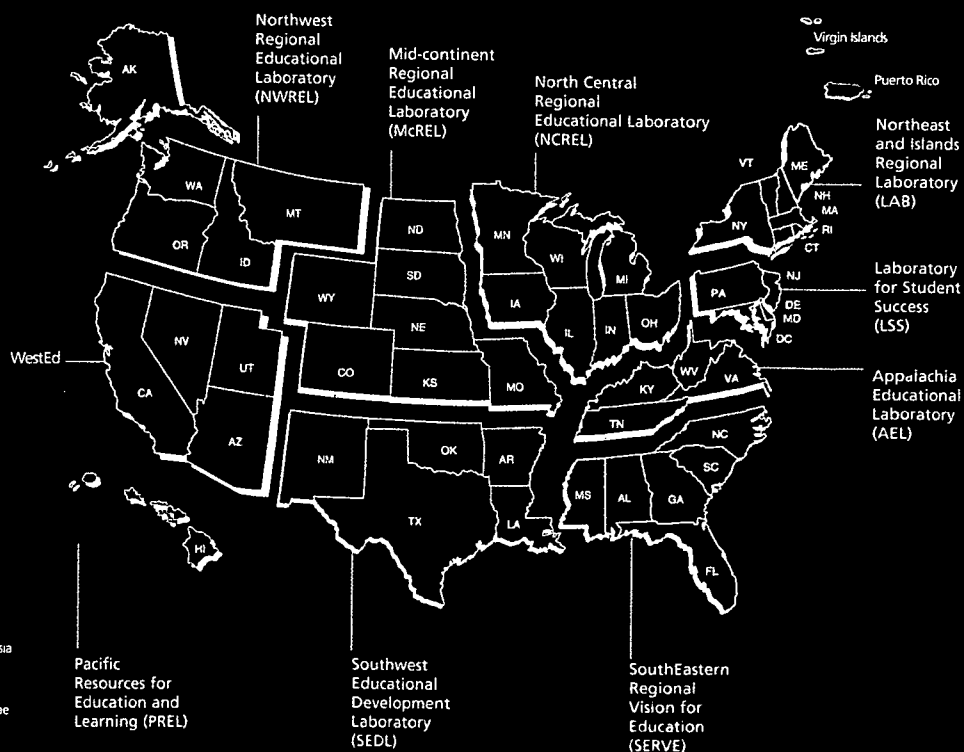 Northwest
Regional
Educational
Laboratory
(NWREL)
Mid-continent
Regional
Educational
Laboratory
(McREL)
North Central
Regional
Educational Laboratory
(NCREL)
Virgin Islands
Puerto Rico
Northeast
and Islands
Regional
Laboratory
(LAB)
Laboratory
for Student
Success
(LSS)
Appalachia
Educational
Laboratory
(AEL)
WestEd
AK
WA
MT
OR
ID
ND
SD
WY
NE
NV
UT
CO
KS
CA
AZ
NM
OK
TX
MN
WI
MI
IA
IL
IN
OH
MO
AR
LA
VT
ME
NH
MA
NY
RI
CT
PA
NJ
DE
MD
DC
WV
VA
KY
TN
NC
SC
MS
AL
GA
FL
HI
Pacific
Resources for
Education and
Learning (PREL)
Southwest
Educational
Development
Laboratory
(SEDL)
SouthEastern
Regional
Vision for
Education
(SERVE)